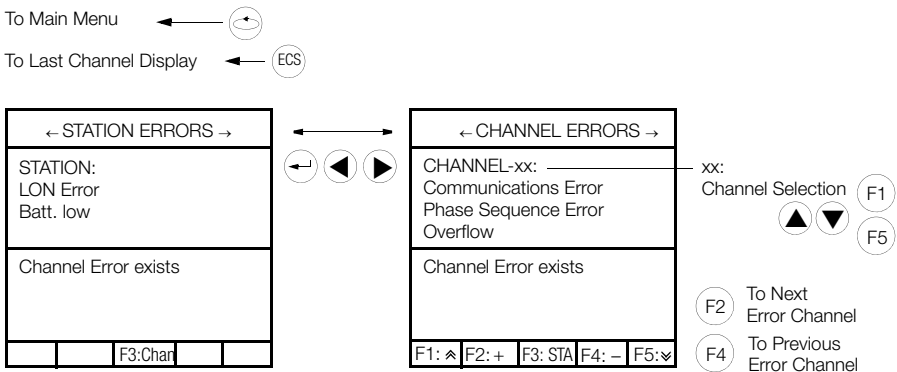 To Main Menu
To Last Channel Display
ECS
←STATION ERRORS→
STATION:
LON Error
Batt. low
Channel Error exists
F3:Chan
←CHANNEL ERRORS→
CHANNEL-xx:
Communications Error
Phase Sequence Error
Overflow
Channel Error exists
F1: F2: + F3: STA F4: – F5:
xx:
Channel Selection
F1
F5
F2
To Next
Error Channel
F4
To Previous
Error Channel